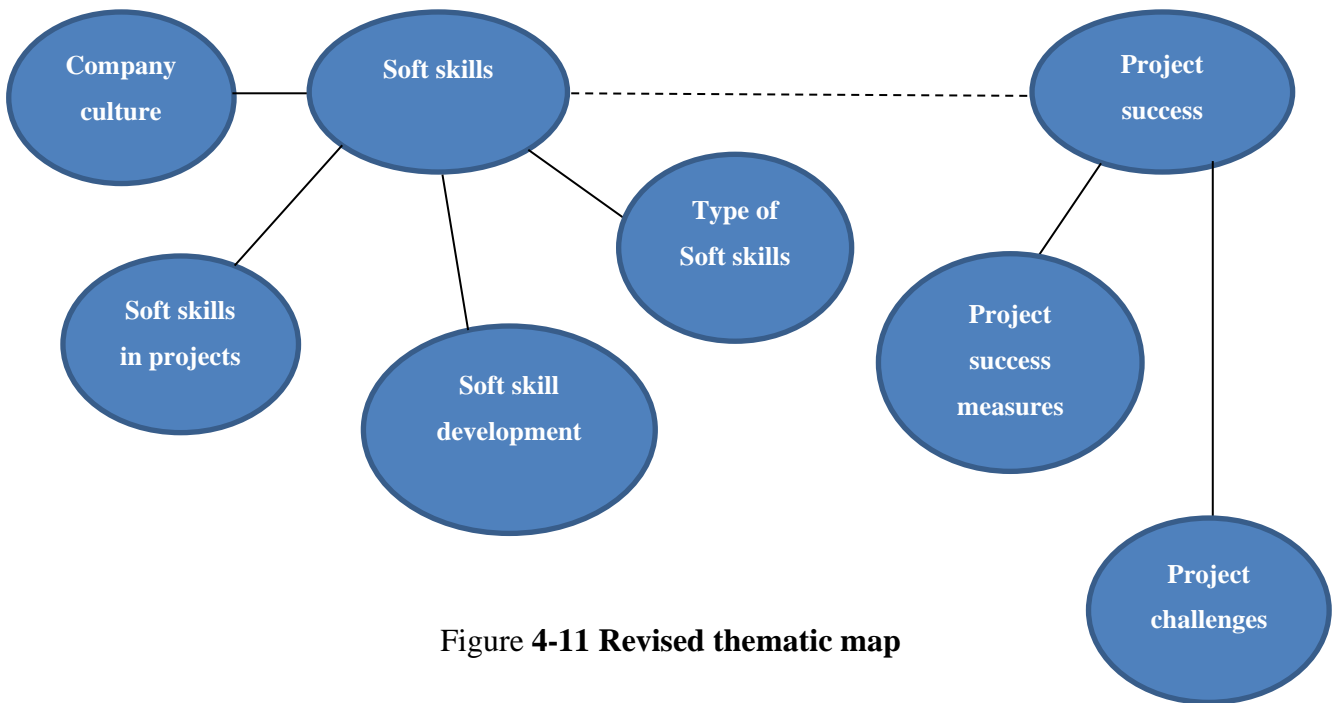 Company
culture
Soft skills
Project
success
Type of
Soft skills
Soft skills
in projects
Soft skill
development
Project
success
measures
Project
challenges
Figure 4-11 Revised thematic map